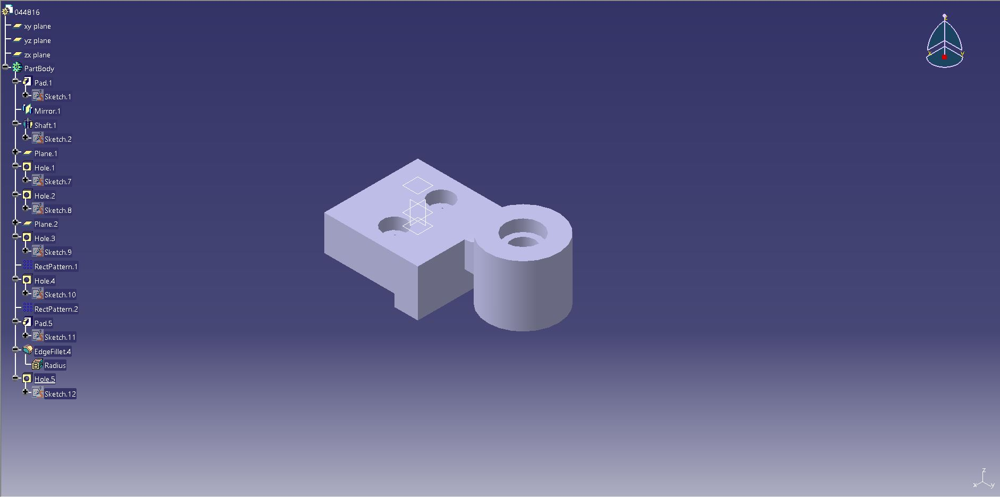 044816
xy plane
yz plane
zx plane
PartBody
Pad.1
Sketch.1
Mirror.1
Shaft.1
Sketch.2
Plane.1
Hole.1
Sketch.7
Hole.2
Sketch.8
Plane.2
Hole.3
Sketch.9
RectPattern.1
Hole.4
Sketch.10
RectPattern.2
Pad.5
Sketch.11
EdgeFillet.4
Radius
Hole.5
Sketch.12
z
x y
z
x y